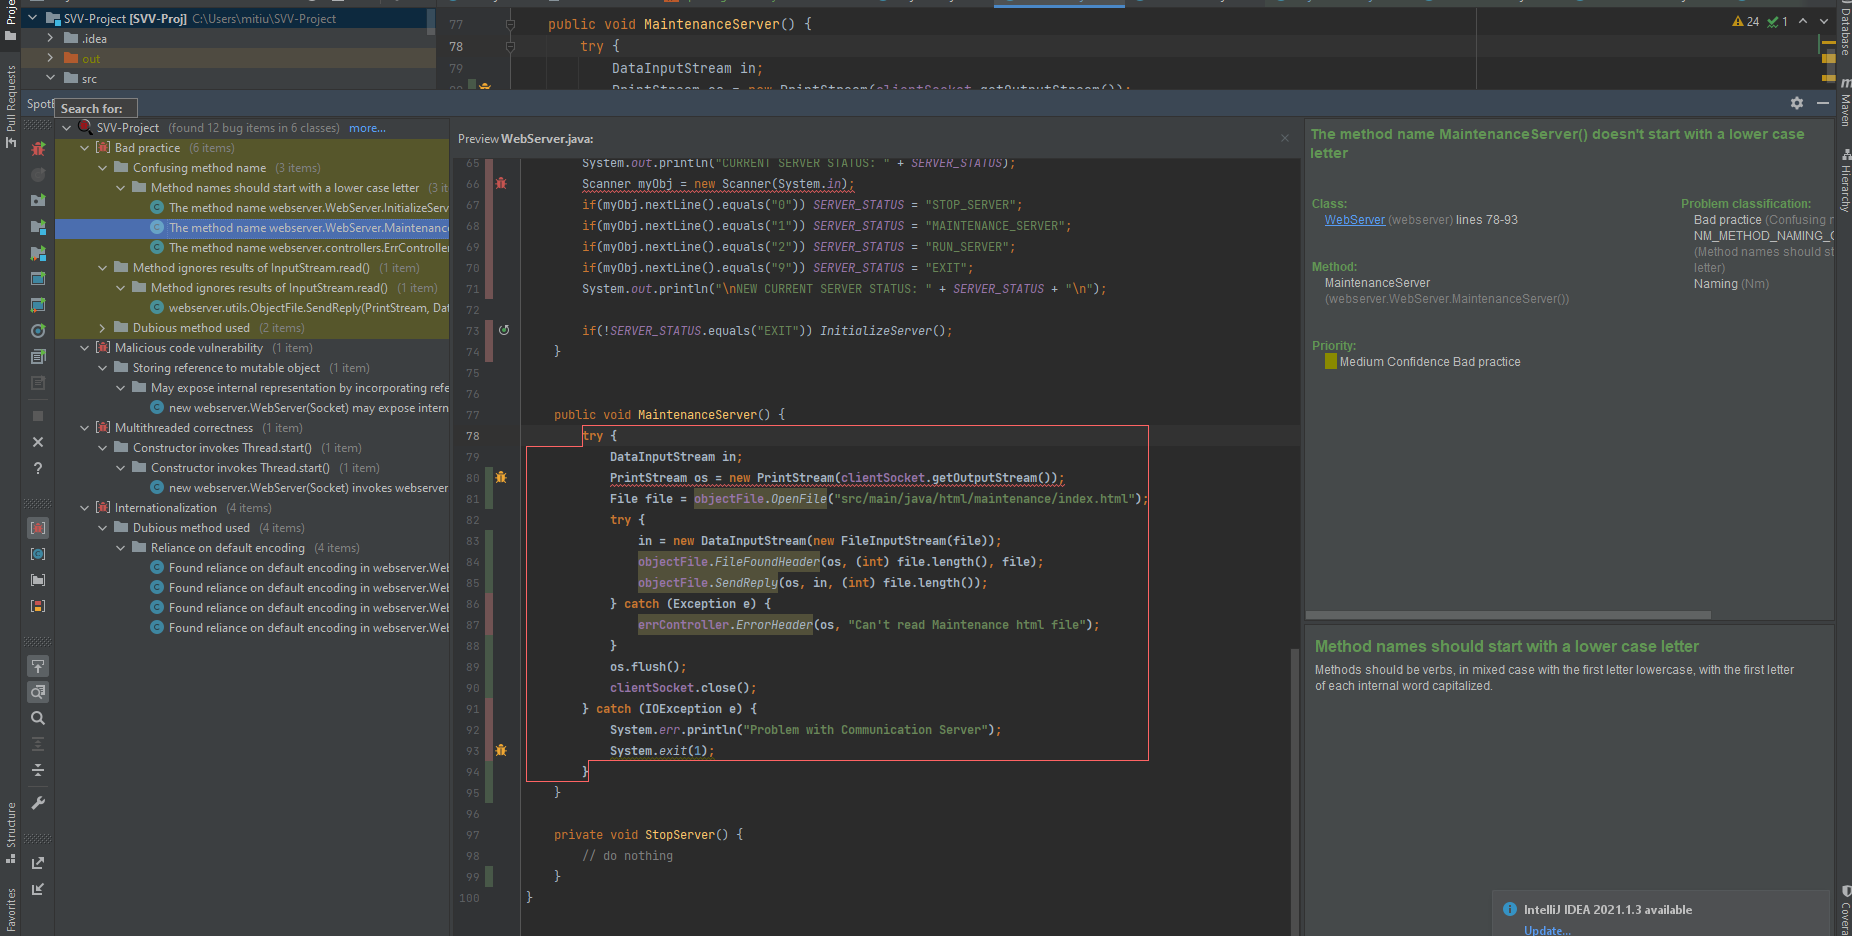 SVV-Project [SVV-Proj] C:\Users\mitiu\SVV-Project
.idea
out
src
77 public void MaintenanceServer() {
78 try {
79 DataInputStream in;
24 1
Search for:
SVV-Project (found 12 bug items in 6 classes) more...
Bad practice (6 items)
Confusing method name (3 items)
Method names should start with a lower case letter (3 it
The method name webserver.WebServer.InitializeServ
The method name webserver.WebServer.Maintenanc
The method name webserver.controllers.ErrController
Method ignores results of InputStream.read() (1 item)
Method ignores results of InputStream.read() (1 item)
webserver.utils.ObjectFile.SendReply(PrintStream, Dat
Dubious method used (2 items)
Malicious code vulnerability (1 item)
Storing reference to mutable object (1 item)
May expose internal representation by incorporating refe
new webserver.WebServer(Socket) may expose intern
Multithreaded correctness (1 item)
Constructor invokes Thread.start() (1 item)
Constructor invokes Thread.start() (1 item)
new webserver.WebServer(Socket) invokes webserver
Internationalization (4 items)
Dubious method used (4 items)
Reliance on default encoding (4 items)
Found reliance on default encoding in webserver.Wel
Found reliance on default encoding in webserver.Wel
Found reliance on default encoding in webserver.Wel
Found reliance on default encoding in webserver.Wel
Preview WebServer.java:
65 System.out.println("CURRENT SERVER STATUS: " + SERVER_STATUS);
66 Scanner myObj = new Scanner(System.in);
67 if(myObj.nextLine().equals("0")) SERVER_STATUS = "STOP_SERVER";
68 if(myObj.nextLine().equals("1")) SERVER_STATUS = "MAINTENANCE_SERVER";
69 if(myObj.nextLine().equals("2")) SERVER_STATUS = "RUN_SERVER";
70 if(myObj.nextLine().equals("9")) SERVER_STATUS = "EXIT";
71 System.out.println("\nNEW CURRENT SERVER STATUS: " + SERVER_STATUS + "\n");
72
73 if(!SERVER_STATUS.equals("EXIT")) InitializeServer();
74 }
75
76
77 public void MaintenanceServer() {
78 try {
79 DataInputStream in;
80 PrintStream os = new PrintStream(clientSocket.getOutputStream());
81 File file = objectFile.OpenFile("src/main/java/html/maintenance/index.html");
82 try {
83 in = new DataInputStream(new FileInputStream(file));
84 objectFile.FileFoundHeader(os, (int) file.length(), file);
85 objectFile.SendReply(os, in, (int) file.length());
86 } catch (Exception e) {
87 errController.ErrorHeader(os, "Can't read Maintenance html file");
88 }
89 os.flush();
90 clientSocket.close();
91 } catch (IOException e) {
92 System.err.println("Problem with Communication Server");
93 System.exit(1);
94 }
95 }
96
97 private void StopServer() {
98 // do nothing
99 }
100 }
The method name MaintenanceServer() doesn't start with a lower case
letter
Class:
WebServer (webserver) lines 78-93
Method:
MaintenanceServer
(webserver.WebServer.MaintenanceServer())
Priority:
Medium Confidence Bad practice
Problem classification:
Bad practice (Confusing
NM_METHOD_NAMING_
(Method names should st
letter)
Naming (Nm)
Method names should start with a lower case letter
Methods should be verbs, in mixed case with the first letter lowercase, with the first letter
of each internal word capitalized.
IntelliJ IDEA 2021.1.3 available
Update...
Pull Requests
Structure
Favorites
Database
Maven
Hierarchy
Covera